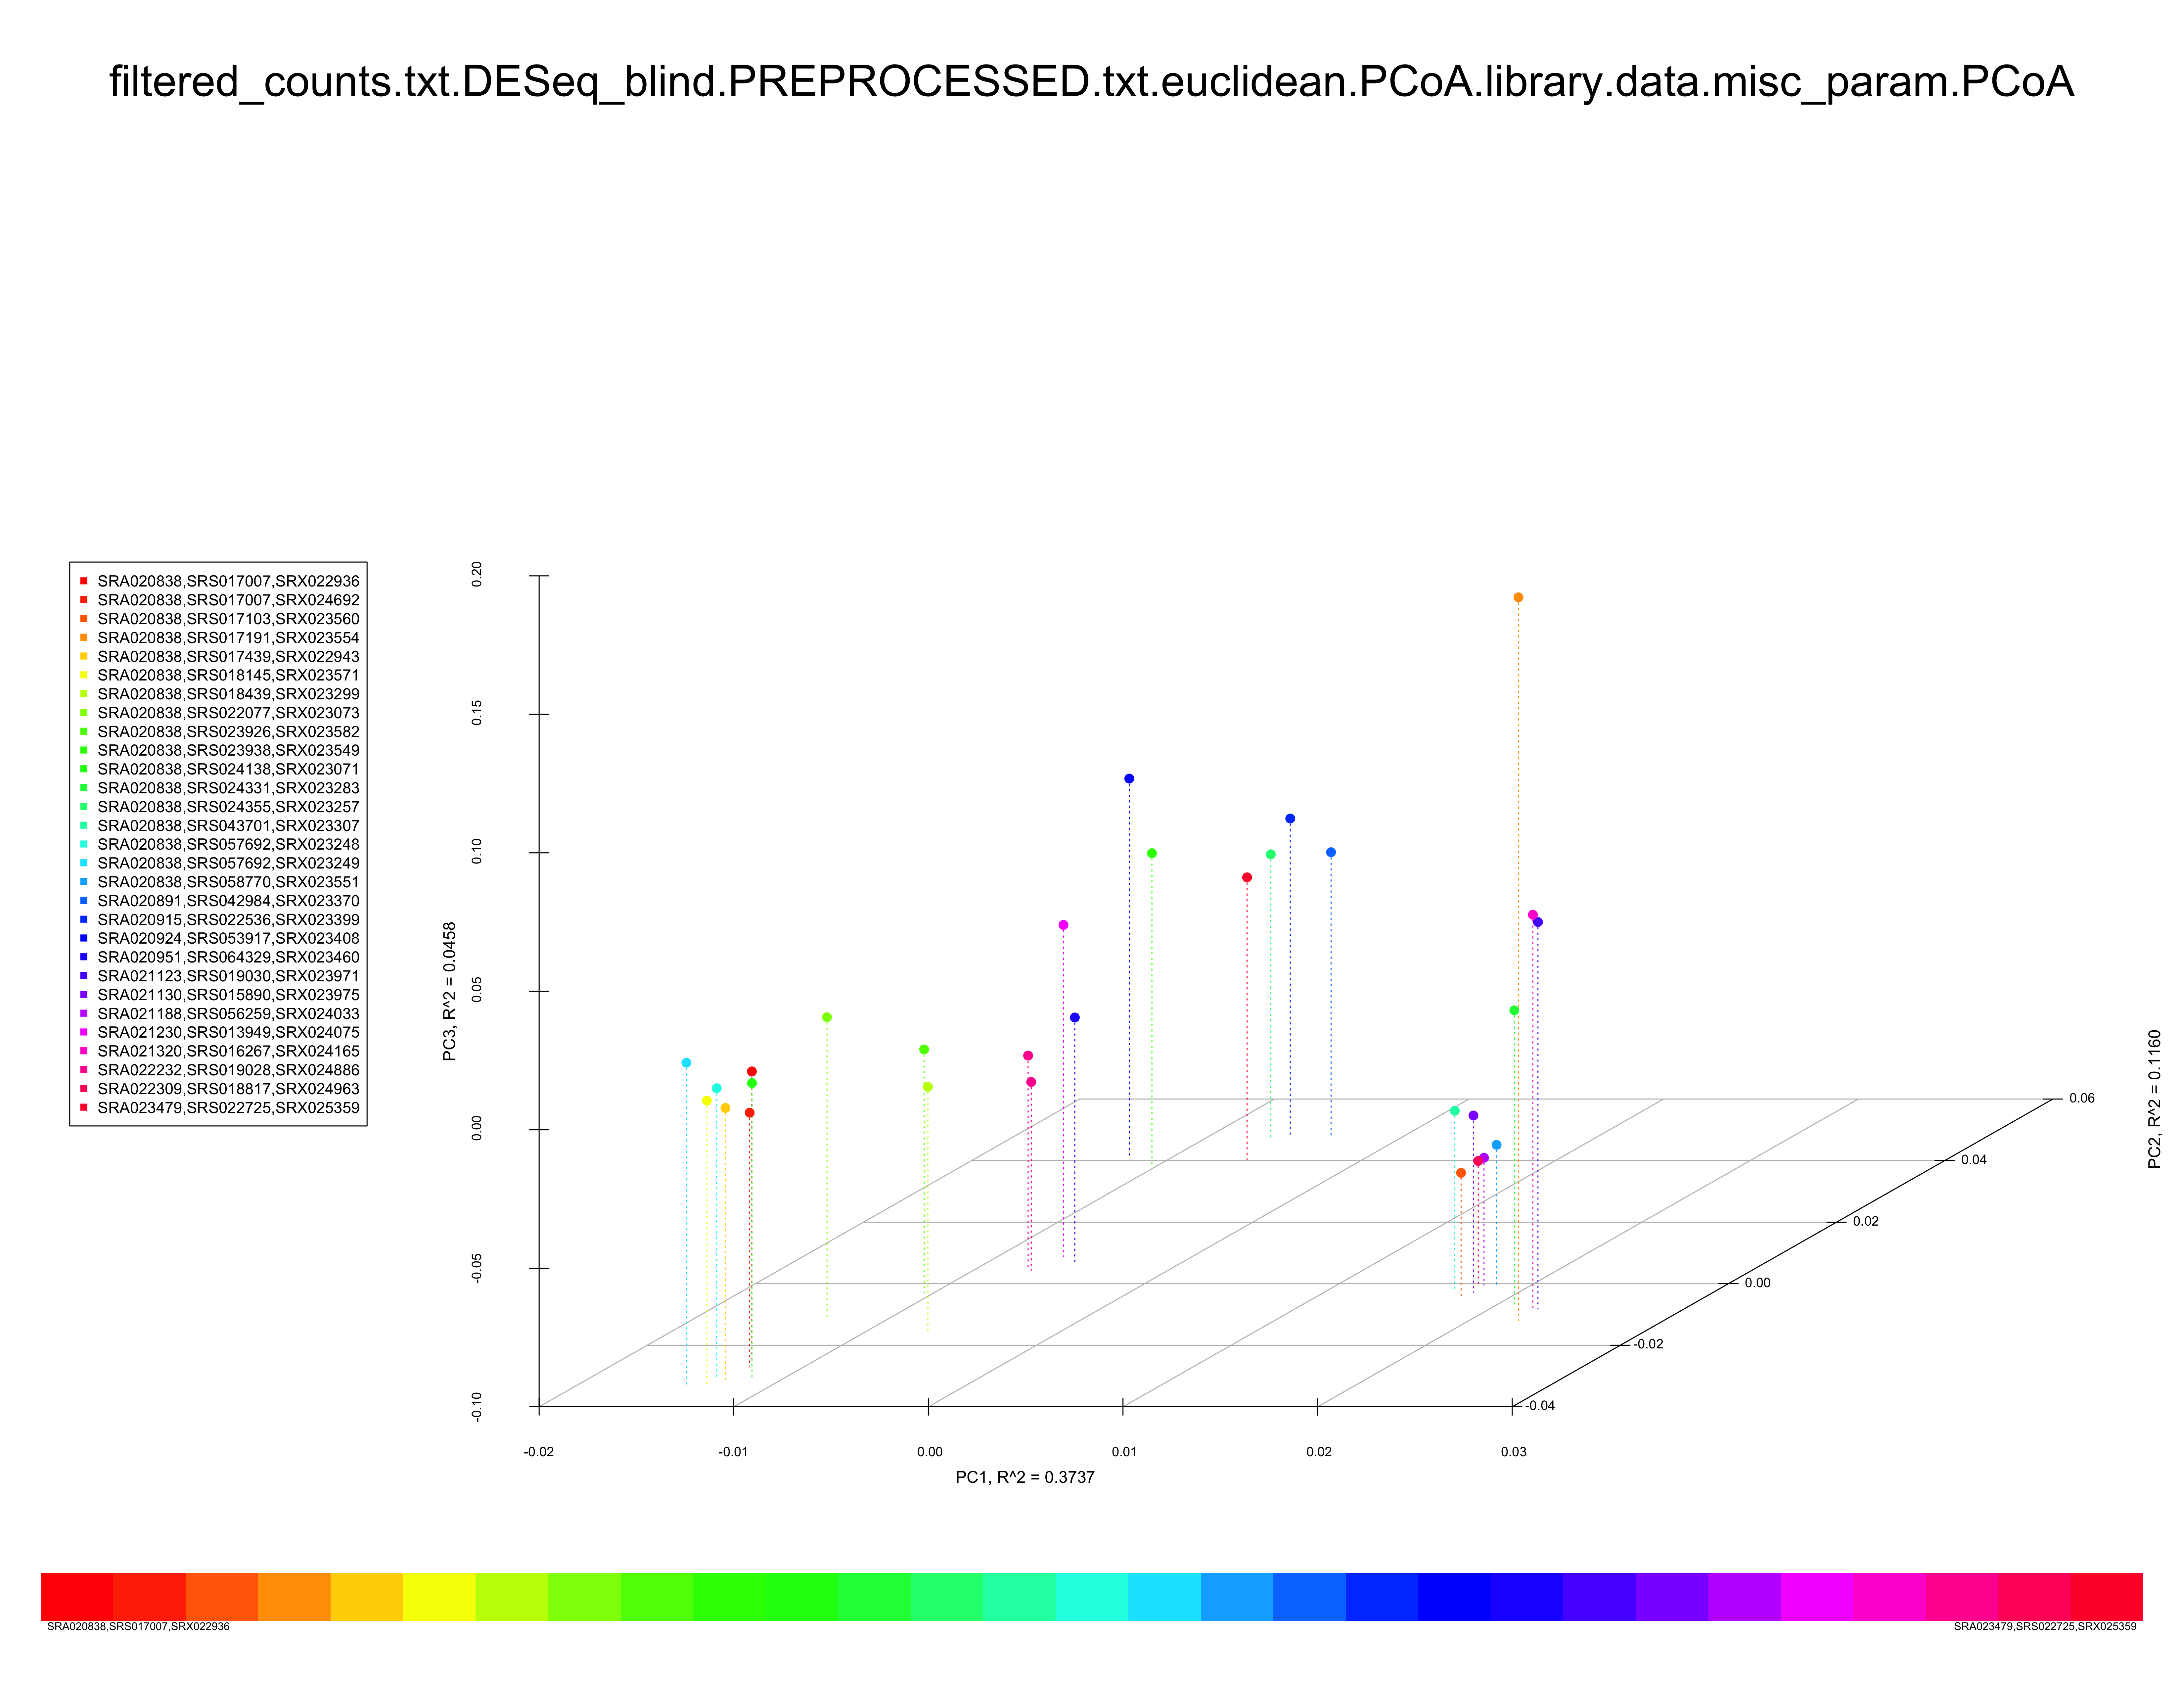 filtered_counts.txt.DESeq_blind.PREPROCESSED.txt.euclidean.PCoA.library.data.misc_param.PCoA
SRA020838,SRS017007,SRX022936
SRA020838,SRS017007,SRX024692
SRA020838,SRS017103,SRX023560
SRA020838,SRS017191,SRX023554
SRA020838,SRS017439,SRX022943
SRA020838,SRS018145,SRX023571
SRA020838,SRS018439,SRX023299
SRA020838,SRS022077,SRX023073
SRA020838,SRS023926,SRX023582
SRA020838,SRS023938,SRX023549
SRA020838,SRS024138,SRX023071
SRA020838,SRS024331,SRX023283
SRA020838,SRS024355,SRX023257
SRA020838,SRS043701,SRX023307
SRA020838,SRS057692,SRX023248
SRA020838,SRS057692,SRX023249
SRA020838,SRS058770,SRX023551
SRA020891,SRS042984,SRX023370
SRA020915,SRS022536,SRX023399
SRA020924,SRS053917,SRX023408
SRA020951,SRS064329,SRX023460
SRA021123,SRS019030,SRX023971
SRA021130,SRS015890,SRX023975
SRA021188,SRS056259,SRX024033
SRA021230,SRS013949,SRX024075
SRA021320,SRS016267,SRX024165
SRA022232,SRS019028,SRX024886
SRA022309,SRS018817,SRX024963
SRA023479,SRS022725,SRX025359
PC3, R^2 = 0.0458
0.20
0.15
0.10
0.05
0.00
-0.05
-0.10
-0.02
-0.01
0.00
0.01
0.02
0.03
PC1, R^2 = 0.3737
0.06
0.04
0.02
0.00
-0.02
-0.04
PC2, R^2 = 0.1160
SRA020838,SRS017007,SRX022936
SRA023479,SRS022725,SRX025359